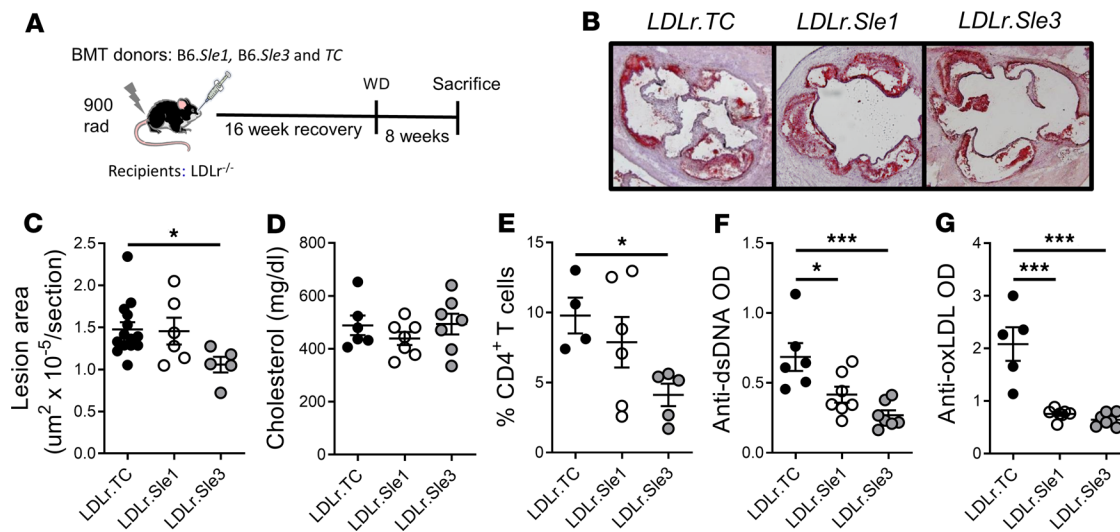 A
BMT donors: B6.Sle1, B6.Sle3 and TC
900
rad
WD
Sacrifice
16 week recovery
8 weeks
Recipients: LDLr-/-
B
LDLr.TC
LDLr.Sle1
LDLr.Sle3
C
Lesion area
(um² x 10⁻⁵/section)
2.5
2.0
1.5
1.0
0.5
0.0
*
LDLr.TC
LDLr.Sle1
LDLr.Sle3
D
Cholesterol (mg/dl)
800
600
400
200
0
LDLr.TC
LDLr.Sle1
LDLr.Sle3
E
% CD4⁺ T cells
15
10
5
0
*
LDLr.TC
LDLr.Sle1
LDLr.Sle3
F
Anti-dsDNA OD
1.5
1.0
0.5
0.0
***
*
LDLr.TC
LDLr.Sle1
LDLr.Sle3
G
Anti-oxLDL OD
4
3
2
1
0
***
***
LDLr.TC
LDLr.Sle1
LDLr.Sle3